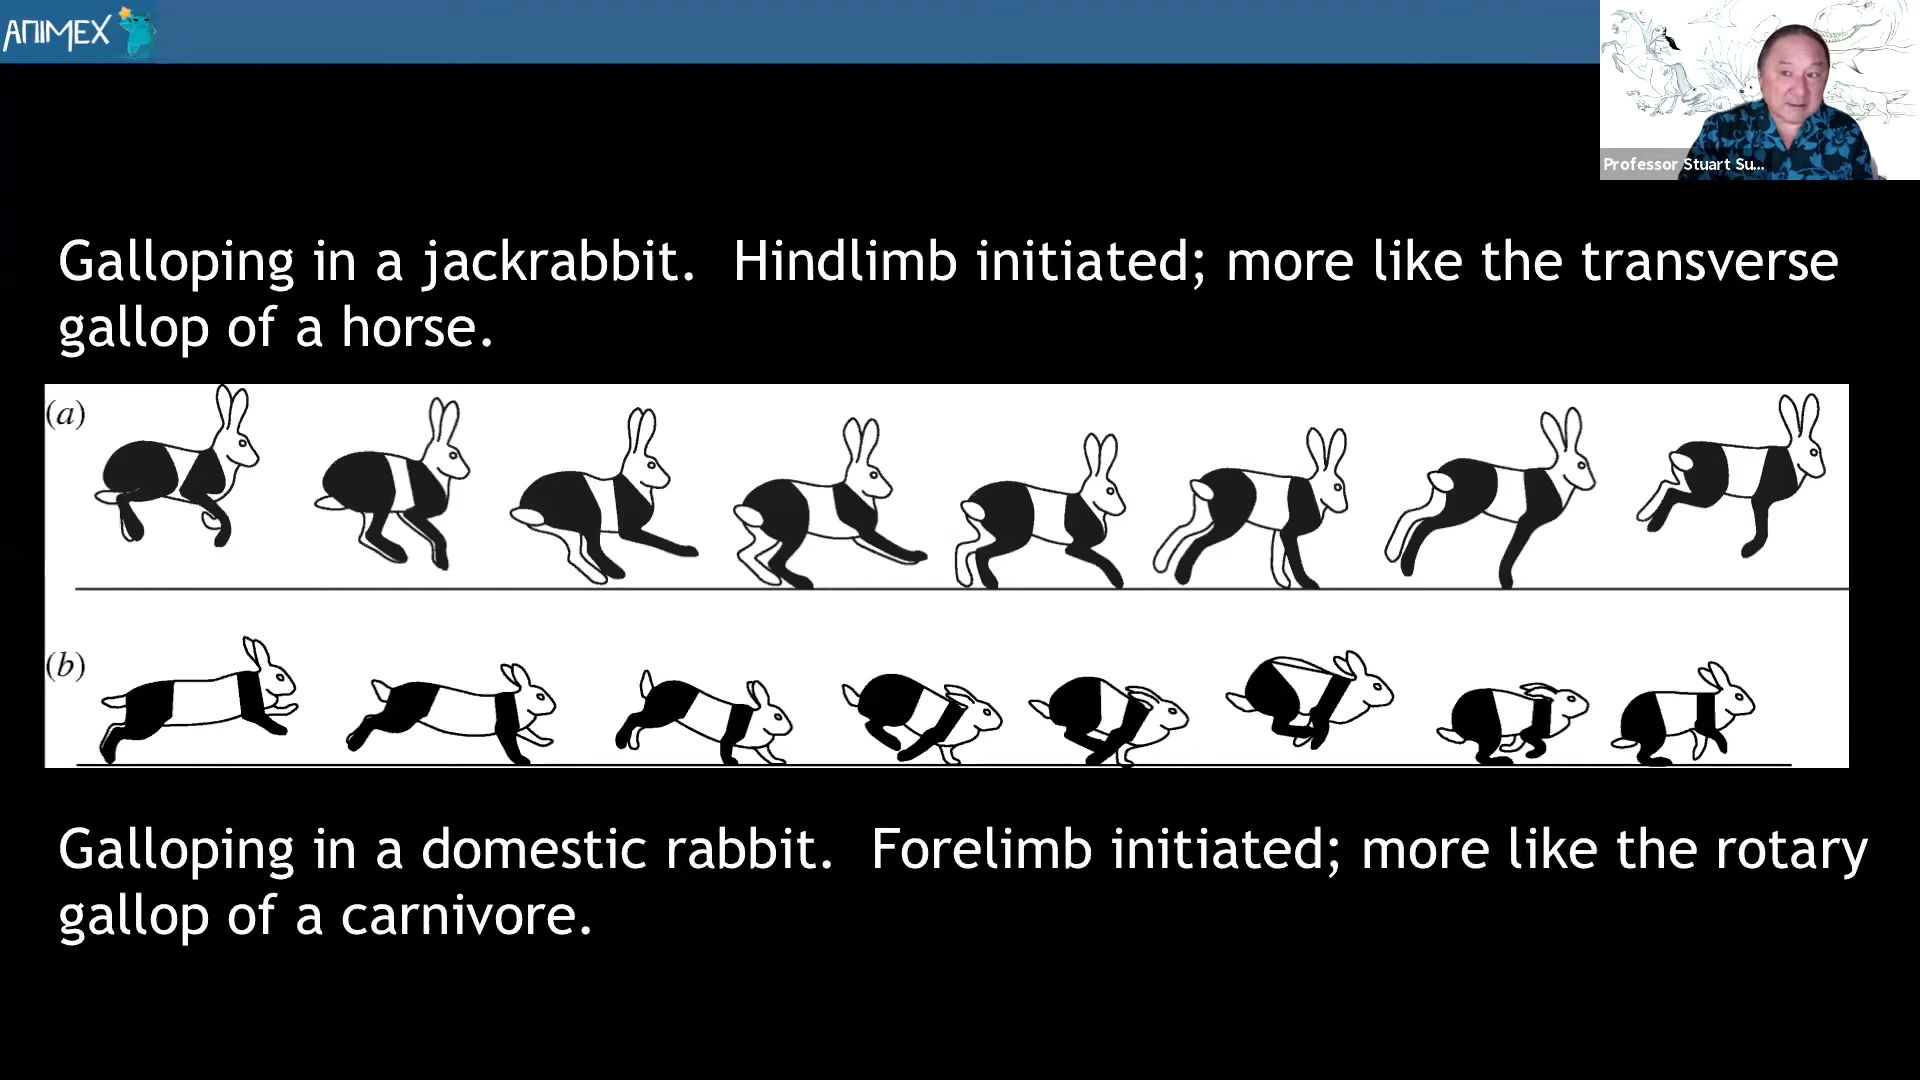 ANIMEX
Professor Stuart Su...
Galloping in a jackrabbit. Hindlimb initiated; more like the transverse
gallop of a horse.
(a)
(b)
Galloping in a domestic rabbit. Forelimb initiated; more like the rotary
gallop of a carnivore.